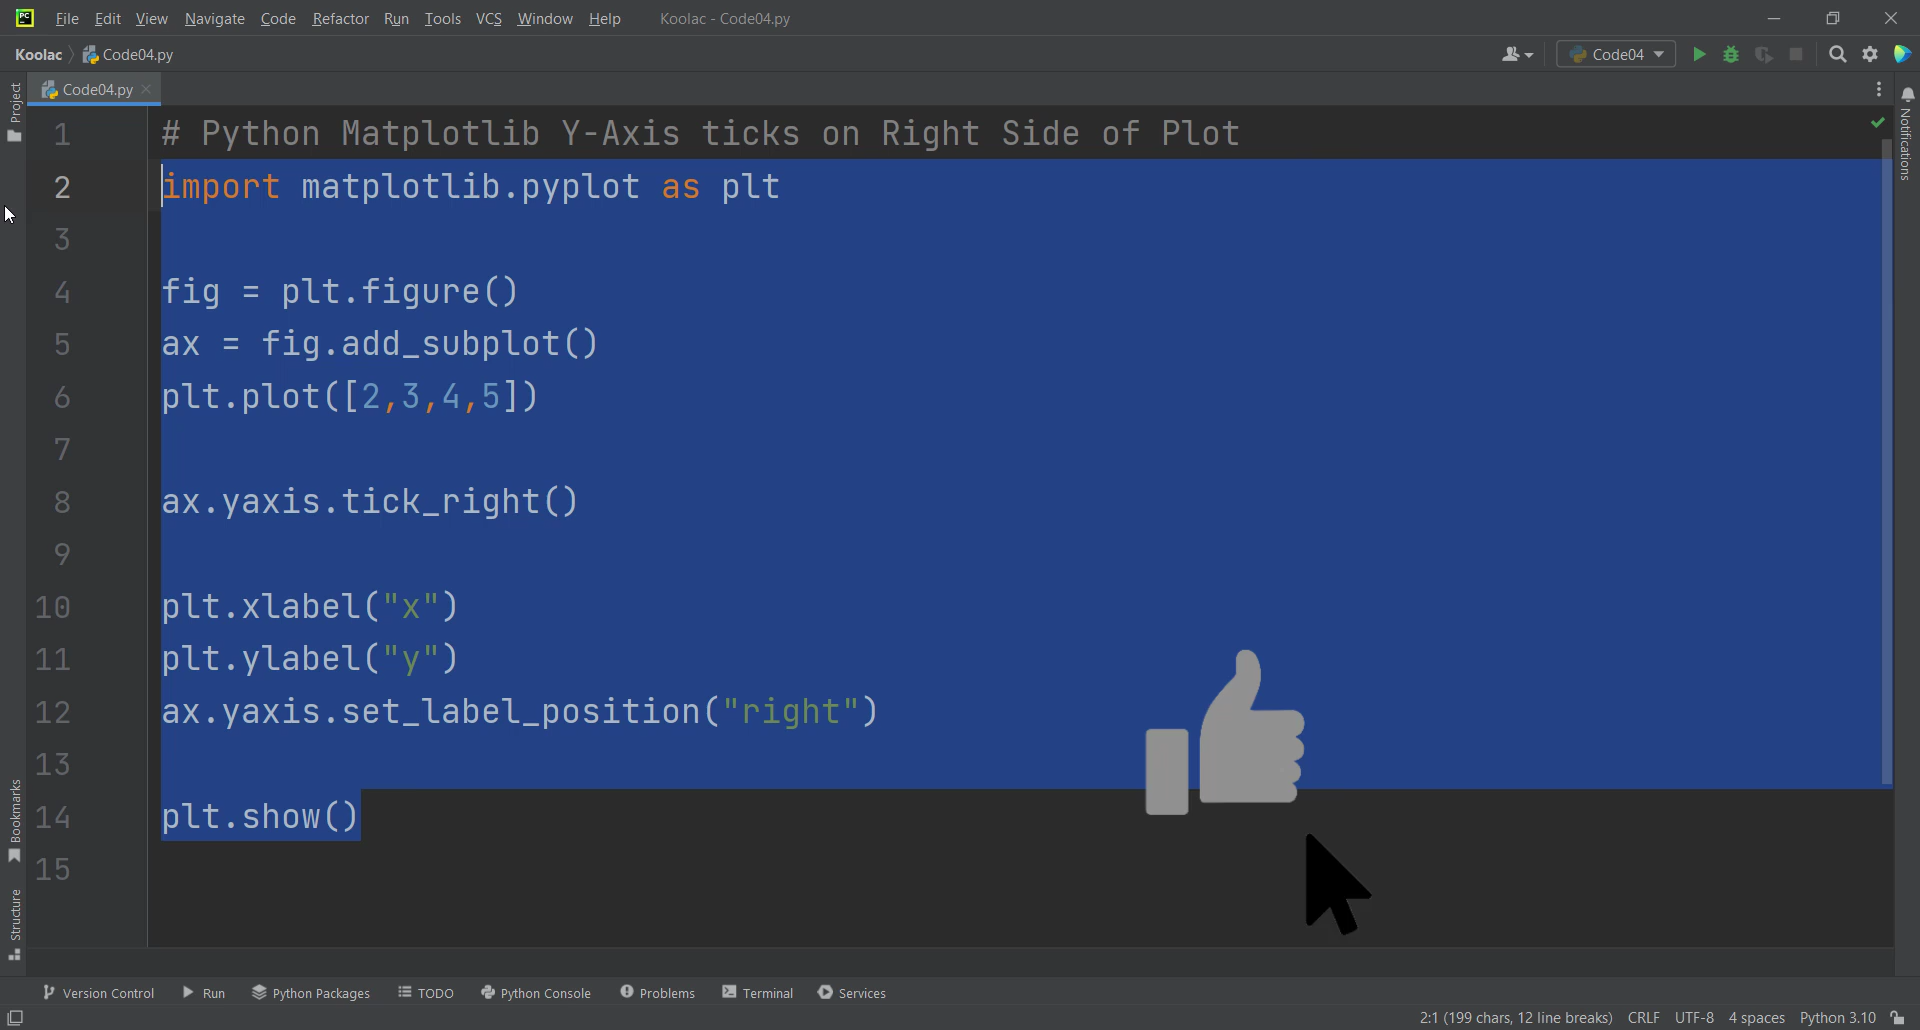 PC File Edit View Navigate Code Refactor Run Tools VCS Window Help Koolac - Code04.py
Koolac Code04.py Code04
Code04.py
Project
Notifications
1 # Python Matplotlib Y-Axis ticks on Right Side of Plot
2 import matplotlib.pyplot as plt
3
4 fig = plt.figure()
5 ax = fig.add_subplot()
6 plt.plot([2,3,4,5])
7
8 ax.yaxis.tick_right()
9
10 plt.xlabel("x")
11 plt.ylabel("y")
12 ax.yaxis.set_label_position("right")
13
14 plt.show()
15
Bookmarks
Structure
Version Control Run Python Packages TODO Python Console Problems Terminal Services
2:1 (199 chars, 12 line breaks) CRLF UTF-8 4 spaces Python 3.10